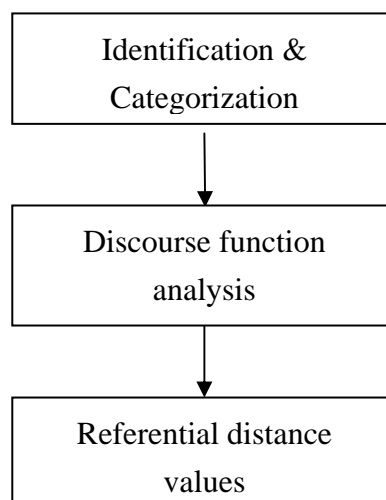 Identification &
Categorization
Discourse function
analysis
Referential distance
values